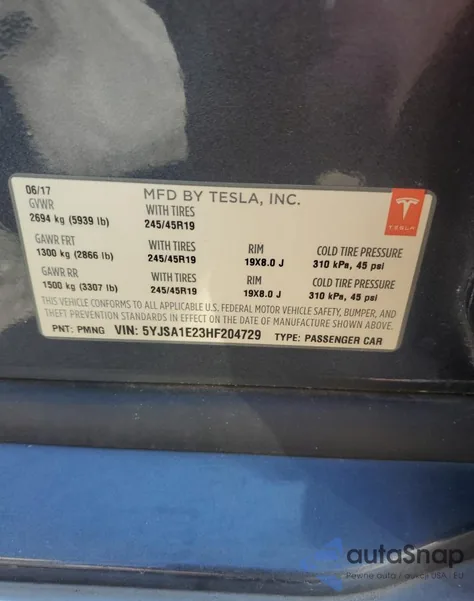 06/17
MFD BY TESLA, INC.
GVWR
2694 kg (5939 lb)
WITH TIRES
245/45R19
TESLA
GAWR FRT
1300 kg (2866 lb)
WITH TIRES
245/45R19
RIM
19X8.0 J
COLD TIRE PRESSURE
310 kPa, 45 psi
GAWR RR
1500 kg (3307 lb)
WITH TIRES
245/45R19
RIM
19X8.0 J
COLD TIRE PRESSURE
310 kPa, 45 psi
THIS VEHICLE CONFORMS TO ALL APPLICABLE U.S. FEDERAL MOTOR VEHICLE SAFETY, BUMPER, AND
THEFT PREVENTION STANDARDS IN EFFECT ON THE DATE OF MANUFACTURE SHOWN ABOVE.
PNT: PMNG VIN: 5YJSA1E23HF204729 TYPE: PASSENGER CAR
autoSnap
Pewne auta / z USA i EU